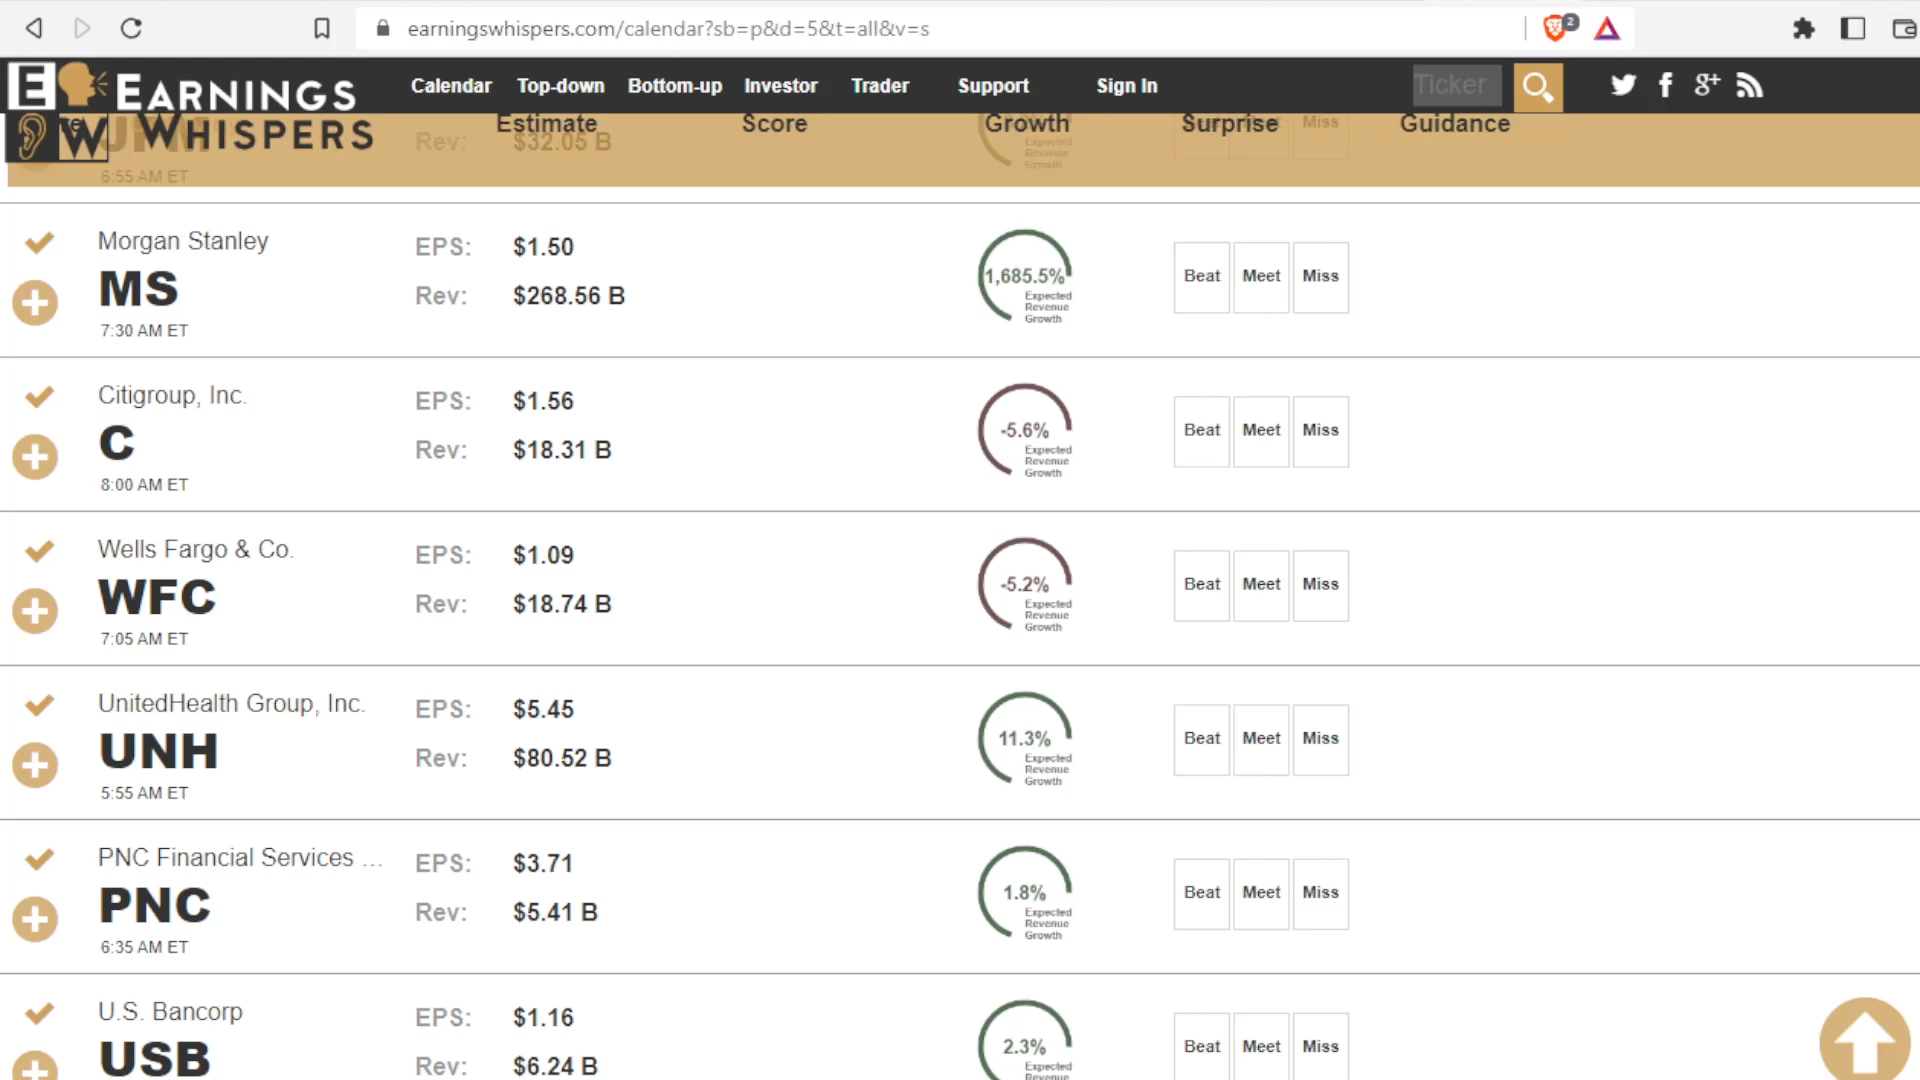 earningswhispers.com/calendar?sb=p&d=5&t=all&v=s
2
EARNINGS
WHISPERS
E
W
Calendar Top-down Bottom-up Investor Trader Support Sign In
Ticker
Estimate Score Growth Surprise Guidance
JPM
6:55 AM ET
Rev: $32.05 B
Expected
Revenue
Growth
Miss
Morgan Stanley
MS
7:30 AM ET
EPS: $1.50
Rev: $268.56 B
1,685.5%
Expected
Revenue
Growth
Beat Meet Miss
Citigroup, Inc.
C
8:00 AM ET
EPS: $1.56
Rev: $18.31 B
-5.6%
Expected
Revenue
Growth
Beat Meet Miss
Wells Fargo & Co.
WFC
7:05 AM ET
EPS: $1.09
Rev: $18.74 B
-5.2%
Expected
Revenue
Growth
Beat Meet Miss
UnitedHealth Group, Inc.
UNH
5:55 AM ET
EPS: $5.45
Rev: $80.52 B
11.3%
Expected
Revenue
Growth
Beat Meet Miss
PNC Financial Services ...
PNC
6:35 AM ET
EPS: $3.71
Rev: $5.41 B
1.8%
Expected
Revenue
Growth
Beat Meet Miss
U.S. Bancorp
USB
EPS: $1.16
Rev: $6.24 B
2.3%
Expected
Revenue
Beat Meet Miss